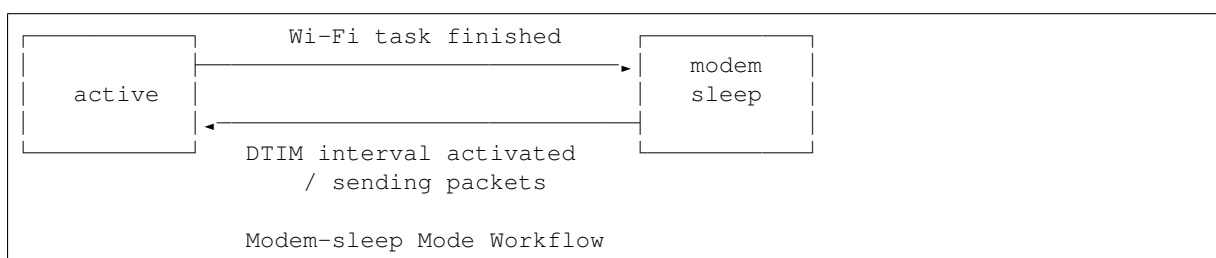 Wi-Fi task finished
modem
active
sleep
DTIM interval activated
/ sending packets
Modem-sleep Mode Workflow